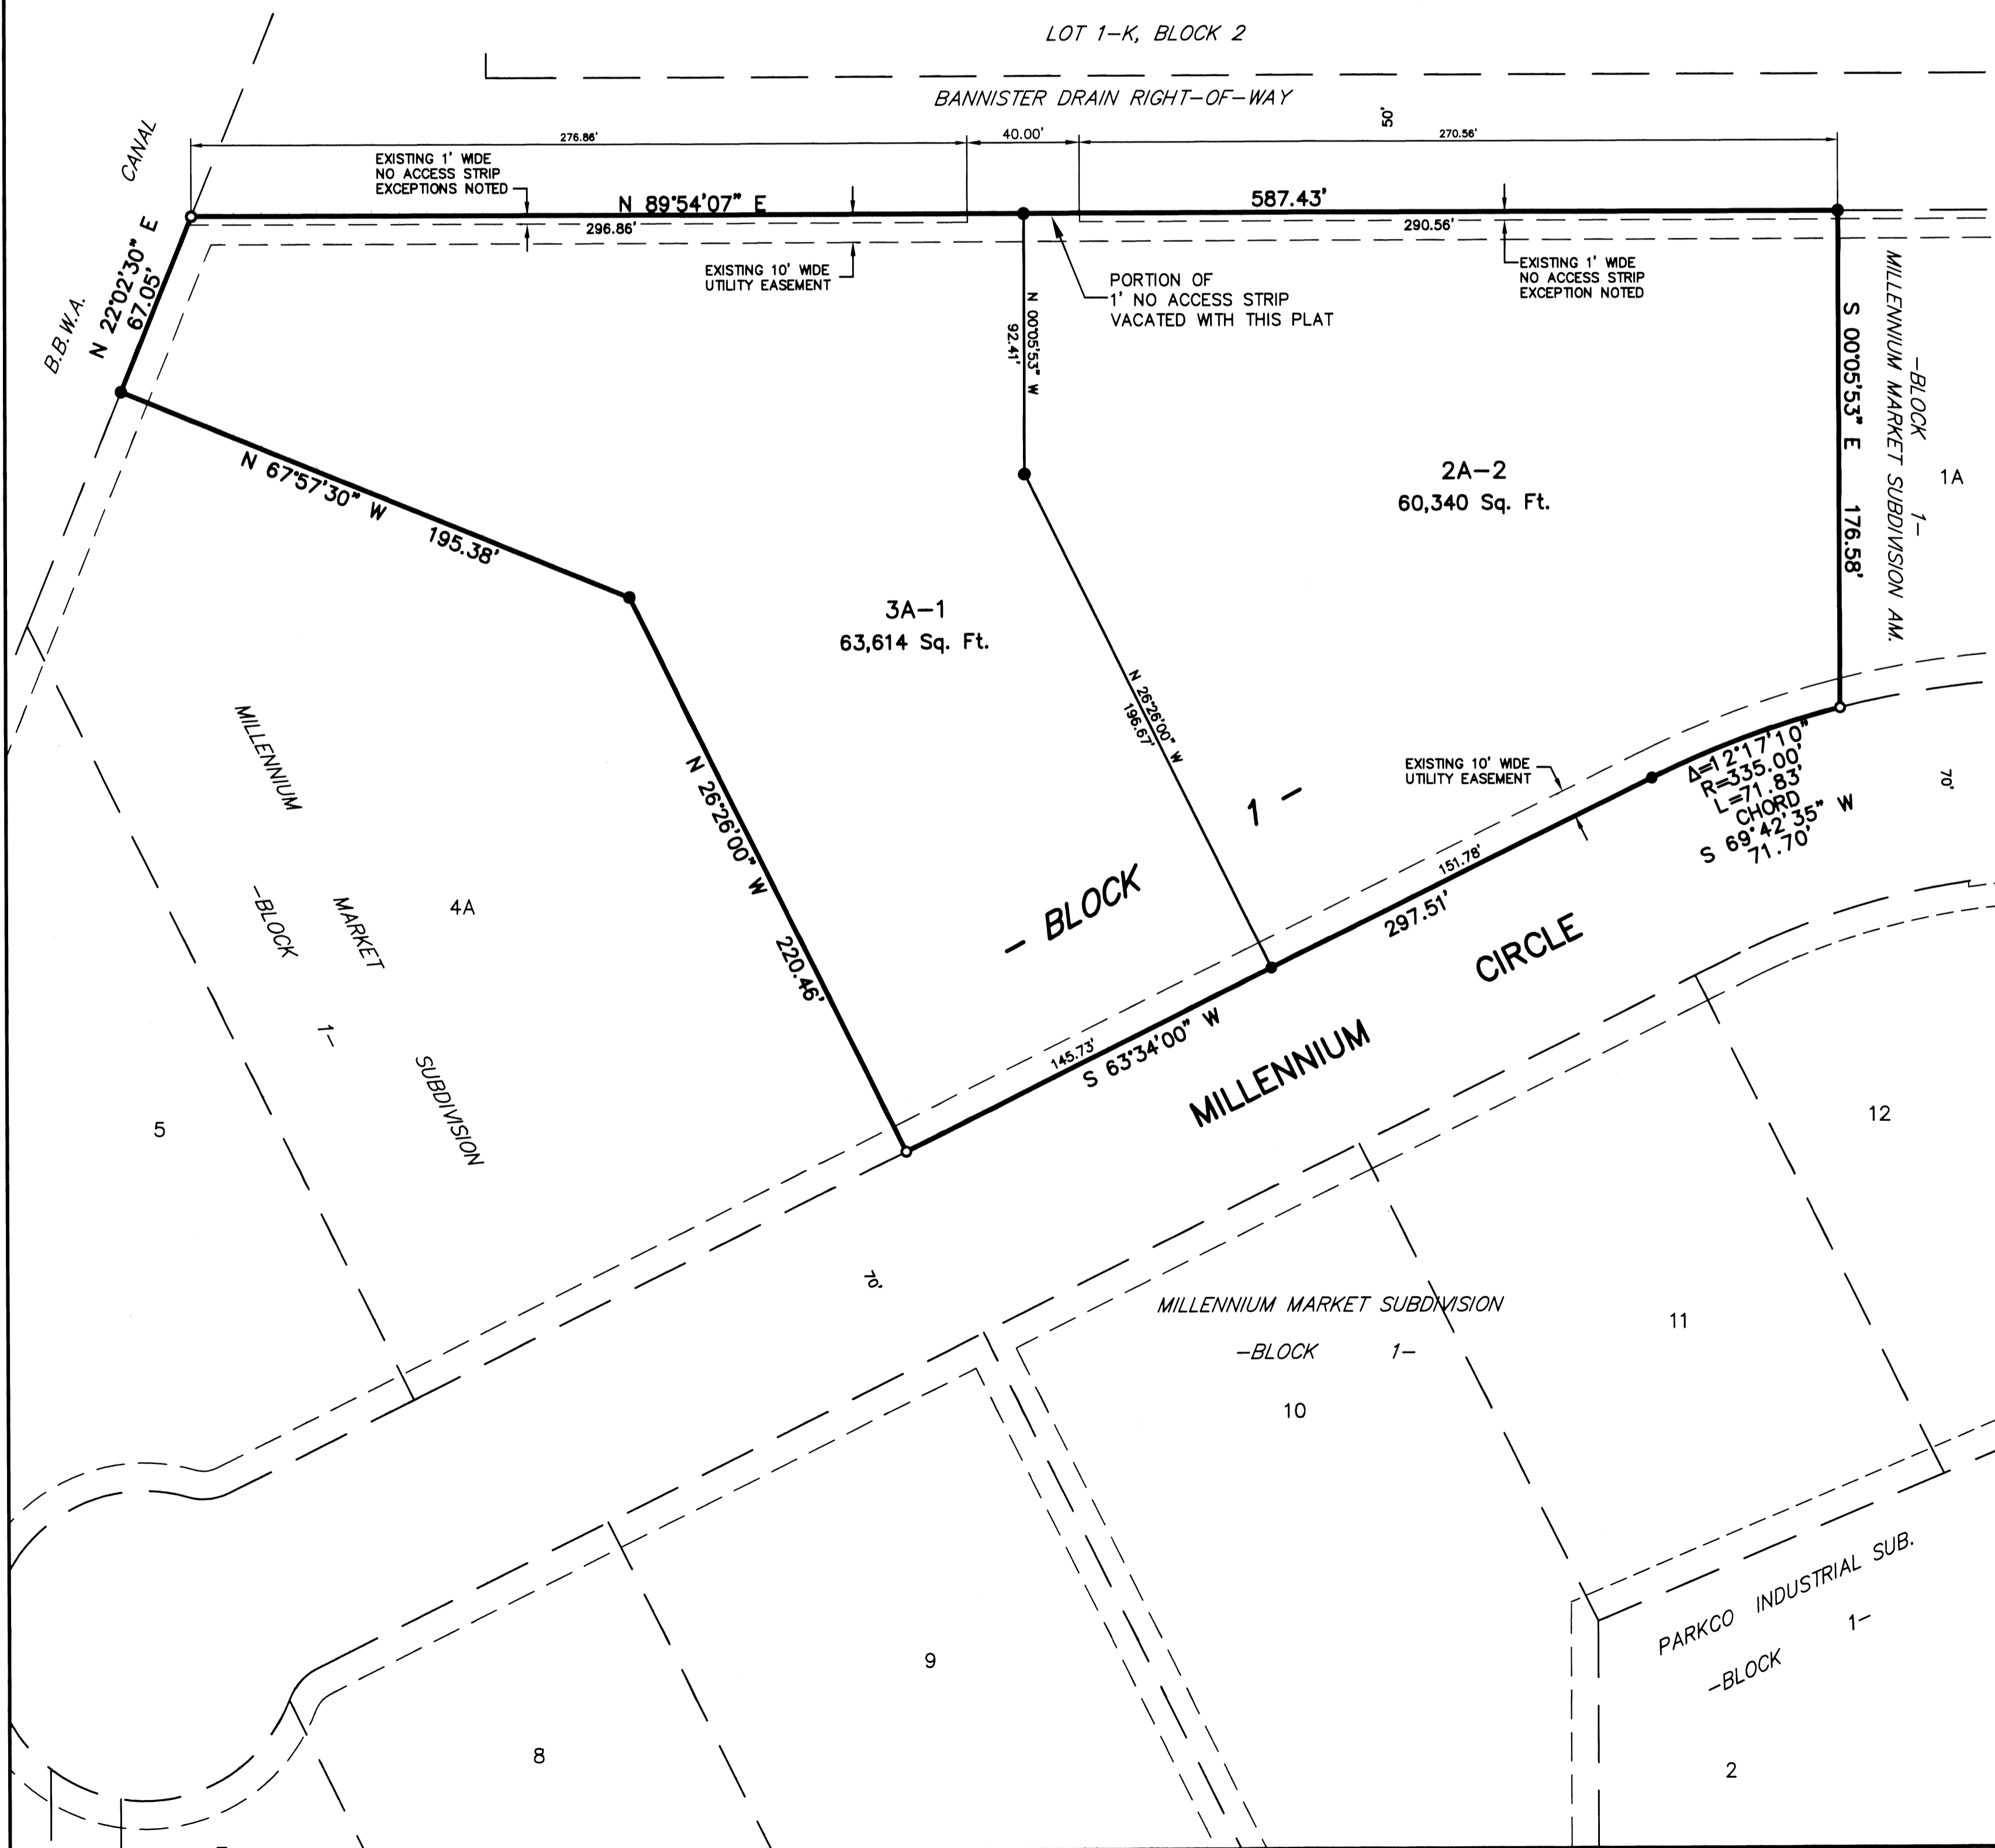 LOT 1-K, BLOCK 2
BANNISTER DRAIN RIGHT-OF-WAY
50'
276.86'
40.00'
270.56'
CANAL
B.B.W.A.
EXISTING 1' WIDE
NO ACCESS STRIP
EXCEPTIONS NOTED
N 89°54'07" E
587.43'
296.86'
290.56'
N 22°02'30" E
67.05'
EXISTING 10' WIDE
UTILITY EASEMENT
PORTION OF
1' NO ACCESS STRIP
VACATED WITH THIS PLAT
EXISTING 1' WIDE
NO ACCESS STRIP
EXCEPTION NOTED
N 00°05'53" W
92.41'
S 00°05'53" E 176.58'
MILLENNIUM MARKET SUBDIVISION AM.
-BLOCK 1-
1A
N 67°57'30" W
195.38'
2A-2
60,340 Sq. Ft.
3A-1
63,614 Sq. Ft.
N 26°26'00" W
196.67'
N 26°26'00" W
220.46'
EXISTING 10' WIDE
UTILITY EASEMENT
Δ=12°17'10"
R=335.00'
L=71.83'
CHORD
S 69°42'35" W
71.70'
70'
- BLOCK 1 -
151.78'
297.51'
145.73'
S 63°34'00" W
MILLENNIUM CIRCLE
MILLENNIUM MARKET SUBDIVISION
-BLOCK 1-
4A
5
12
70'
MILLENNIUM MARKET SUBDIVISION
-BLOCK 1-
10
11
PARKCO INDUSTRIAL SUB.
-BLOCK 1-
9
8
2